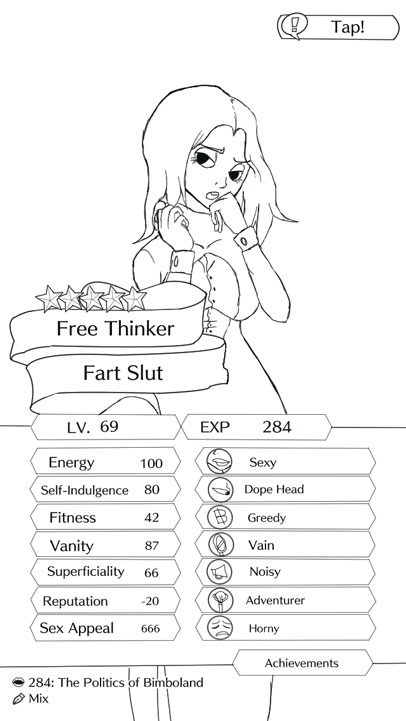 Tap!
Free Thinker
Fart Slut
LV. 69
EXP 284
Energy 100
Sexy
Self-Indulgence 80
Dope Head
Fitness 42
Greedy
Vanity 87
Vain
Superficiality 66
Noisy
Reputation -20
Adventurer
Sex Appeal 666
Horny
Achievements
284: The Politics of Bimboland
Mix